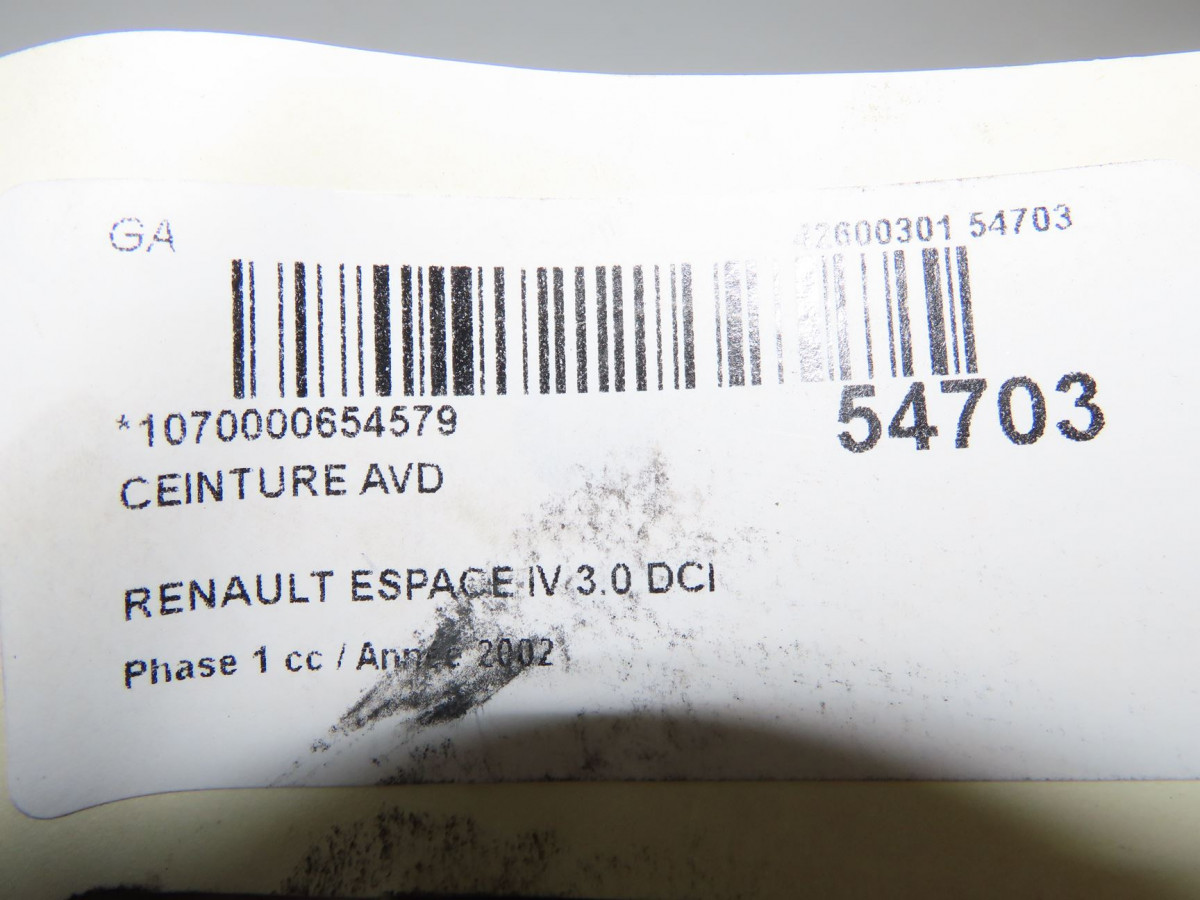 GA 42600301 54703
*1070000654579 54703
CEINTURE AVD
RENAULT ESPACE IV 3.0 DCI
Phase 1 cc / Année 2002